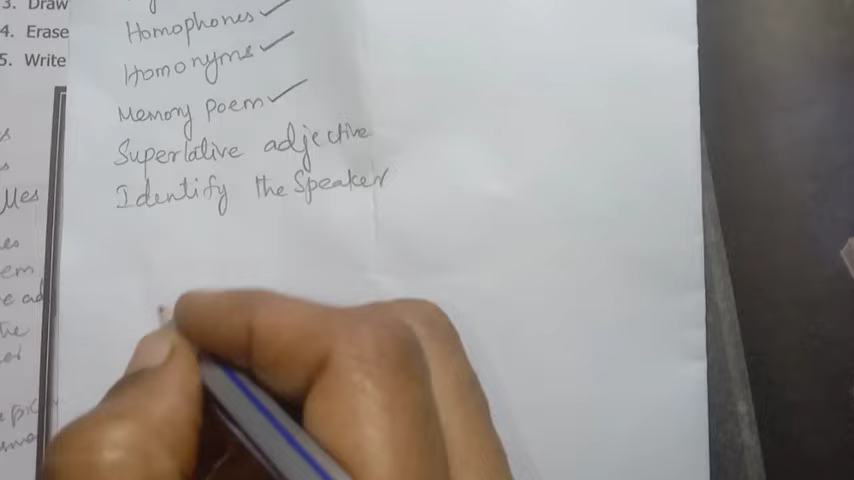 3. Draw
4. Erase
5. Write
Homophones
Homonyms
Memory poem
Superlative adjective
Identify the Speaker